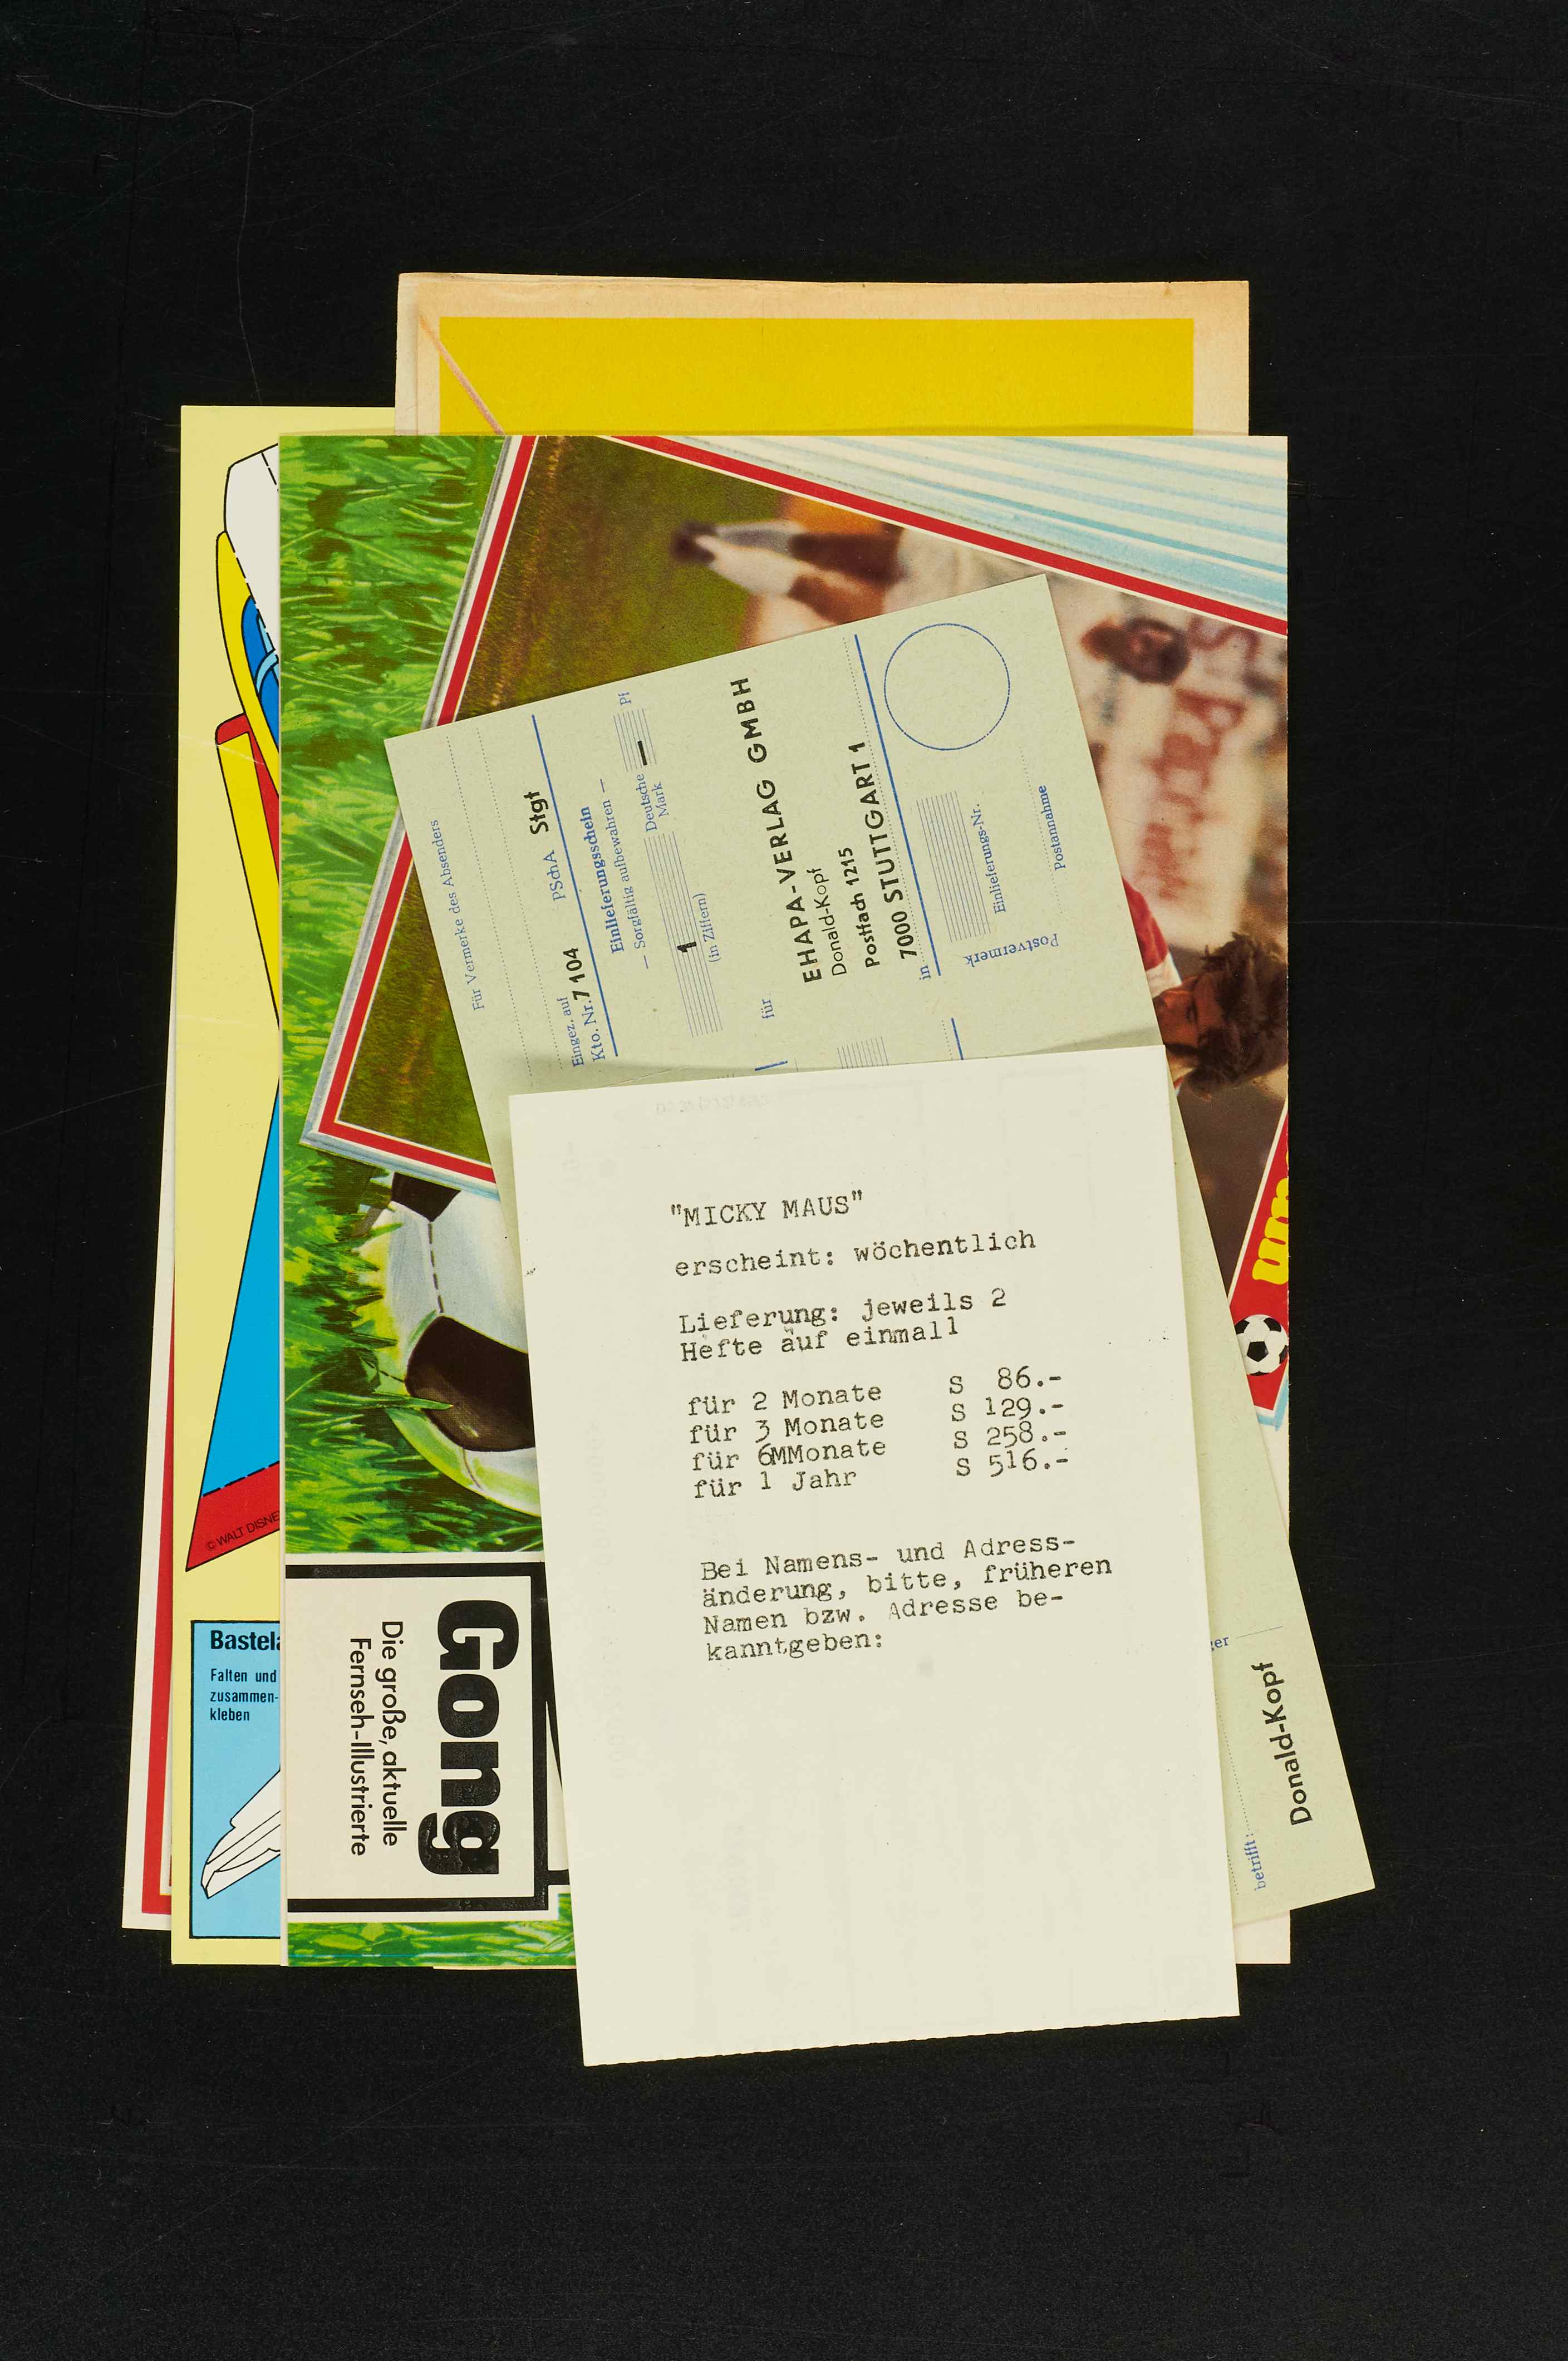 Für Vermerke des Absenders
Eingez. auf
Kto. Nr. 7 104 PSchA Stgt
Einlieferungsschein
— Sorgfältig aufbewahren —
1 Deutsche — Pf
Mark
(in Ziffern)
für
EHAPA-VERLAG GMBH
Donald-Kopf
Postfach 1215
in 7000 STUTTGART 1
Postvermerk
Einlieferungs-Nr.
Postannahme
"MICKY MAUS"
erscheint: wöchentlich
Lieferung: jeweils 2
Hefte auf einmall
für 2 Monate S 86.-
für 3 Monate S 129.-
für 6MMonate S 258.-
für 1 Jahr S 516.-
Bei Namens- und Adress-
änderung, bitte, früheren
Namen bzw. Adresse be-
kanntgeben:
betrifft:
Donald-Kopf
Gong
Die große, aktuelle
Fernseh-Illustrierte
© WALT DISNE
Bastela
Falten und
zusammen-
kleben